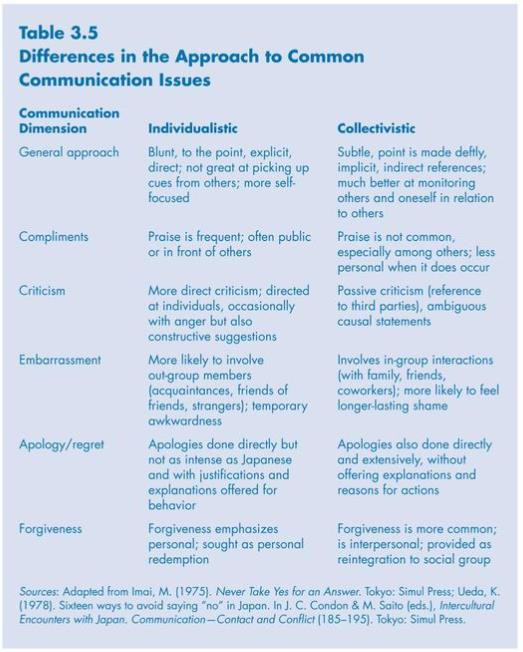 Table 3.5
Differences in the Approach to Common
Communication Issues
Communication
Dimension
Individualistic
Collectivistic
General approach
Blunt, to the point, explicit,
direct; not great at picking up
cues from others; more self-
focused
Subtle, point is made deftly,
implicit, indirect references;
much better at monitoring
others and oneself in relation
to others
Compliments
Praise is frequent; often public
or in front of others
Praise is not common,
especially among others; less
personal when it does occur
Criticism
More direct criticism; directed
at individuals, occasionally
with anger but also
constructive suggestions
Passive criticism (reference
to third parties), ambiguous
causal statements
Embarrassment
More likely to involve
out-group members
(acquaintances, friends of
friends, strangers); temporary
awkwardness
Involves in-group interactions
(with family, friends,
coworkers); more likely to feel
longer-lasting shame
Apology/regret
Apologies done directly but
not as intense as Japanese
and with justifications and
explanations offered for
behavior
Apologies also done directly
and extensively, without
offering explanations and
reasons for actions
Forgiveness
Forgiveness emphasizes
personal; sought as personal
redemption
Forgiveness is more common;
is interpersonal; provided as
reintegration to social group
Sources: Adapted from Imai, M. (1975). Never Take Yes for an Answer. Tokyo: Simul Press; Ueda, K.
(1978). Sixteen ways to avoid saying "no" in Japan. In J. C. Condon & M. Saito (eds.), Intercultural
Encounters with Japan. Communication—Contact and Conflict (185–195). Tokyo: Simul Press.